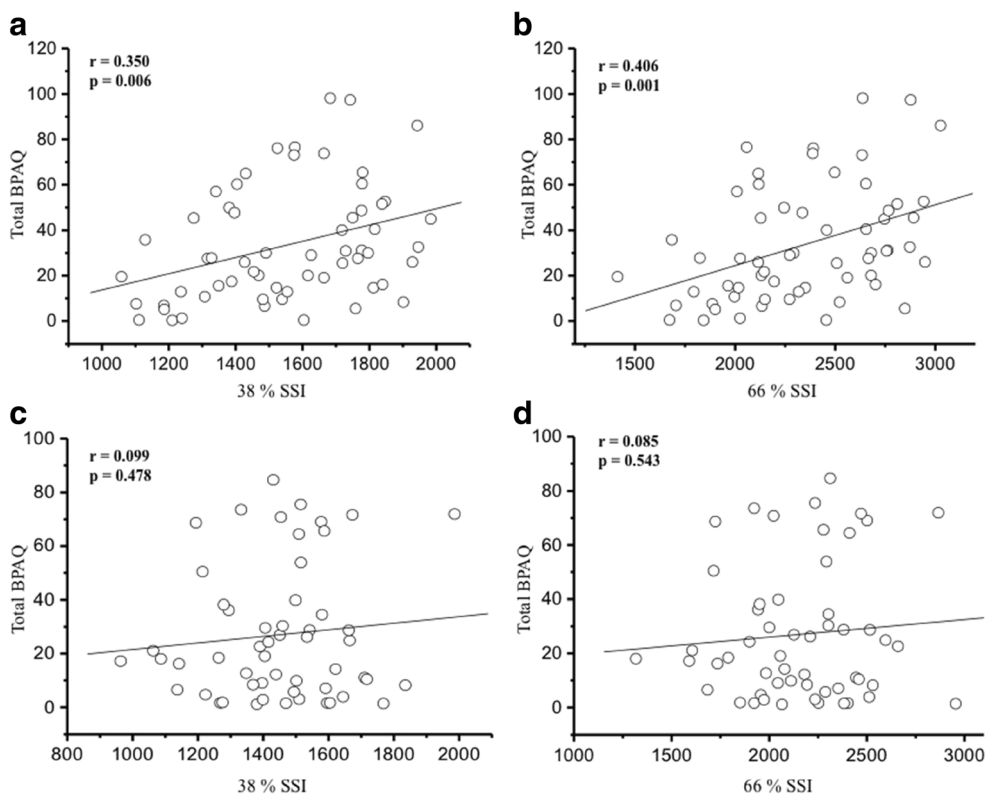 a
b
r = 0.350
p = 0.006
Total BPAQ
120
100
80
60
40
20
0
1000 1200 1400 1600 1800 2000
38 % SSI
r = 0.406
p = 0.001
Total BPAQ
120
100
80
60
40
20
0
1500 2000 2500 3000
66 % SSI
c
d
r = 0.099
p = 0.478
Total BPAQ
100
80
60
40
20
0
800 1000 1200 1400 1600 1800 2000
38 % SSI
r = 0.085
p = 0.543
Total BPAQ
100
80
60
40
20
0
1000 1500 2000 2500 3000
66 % SSI